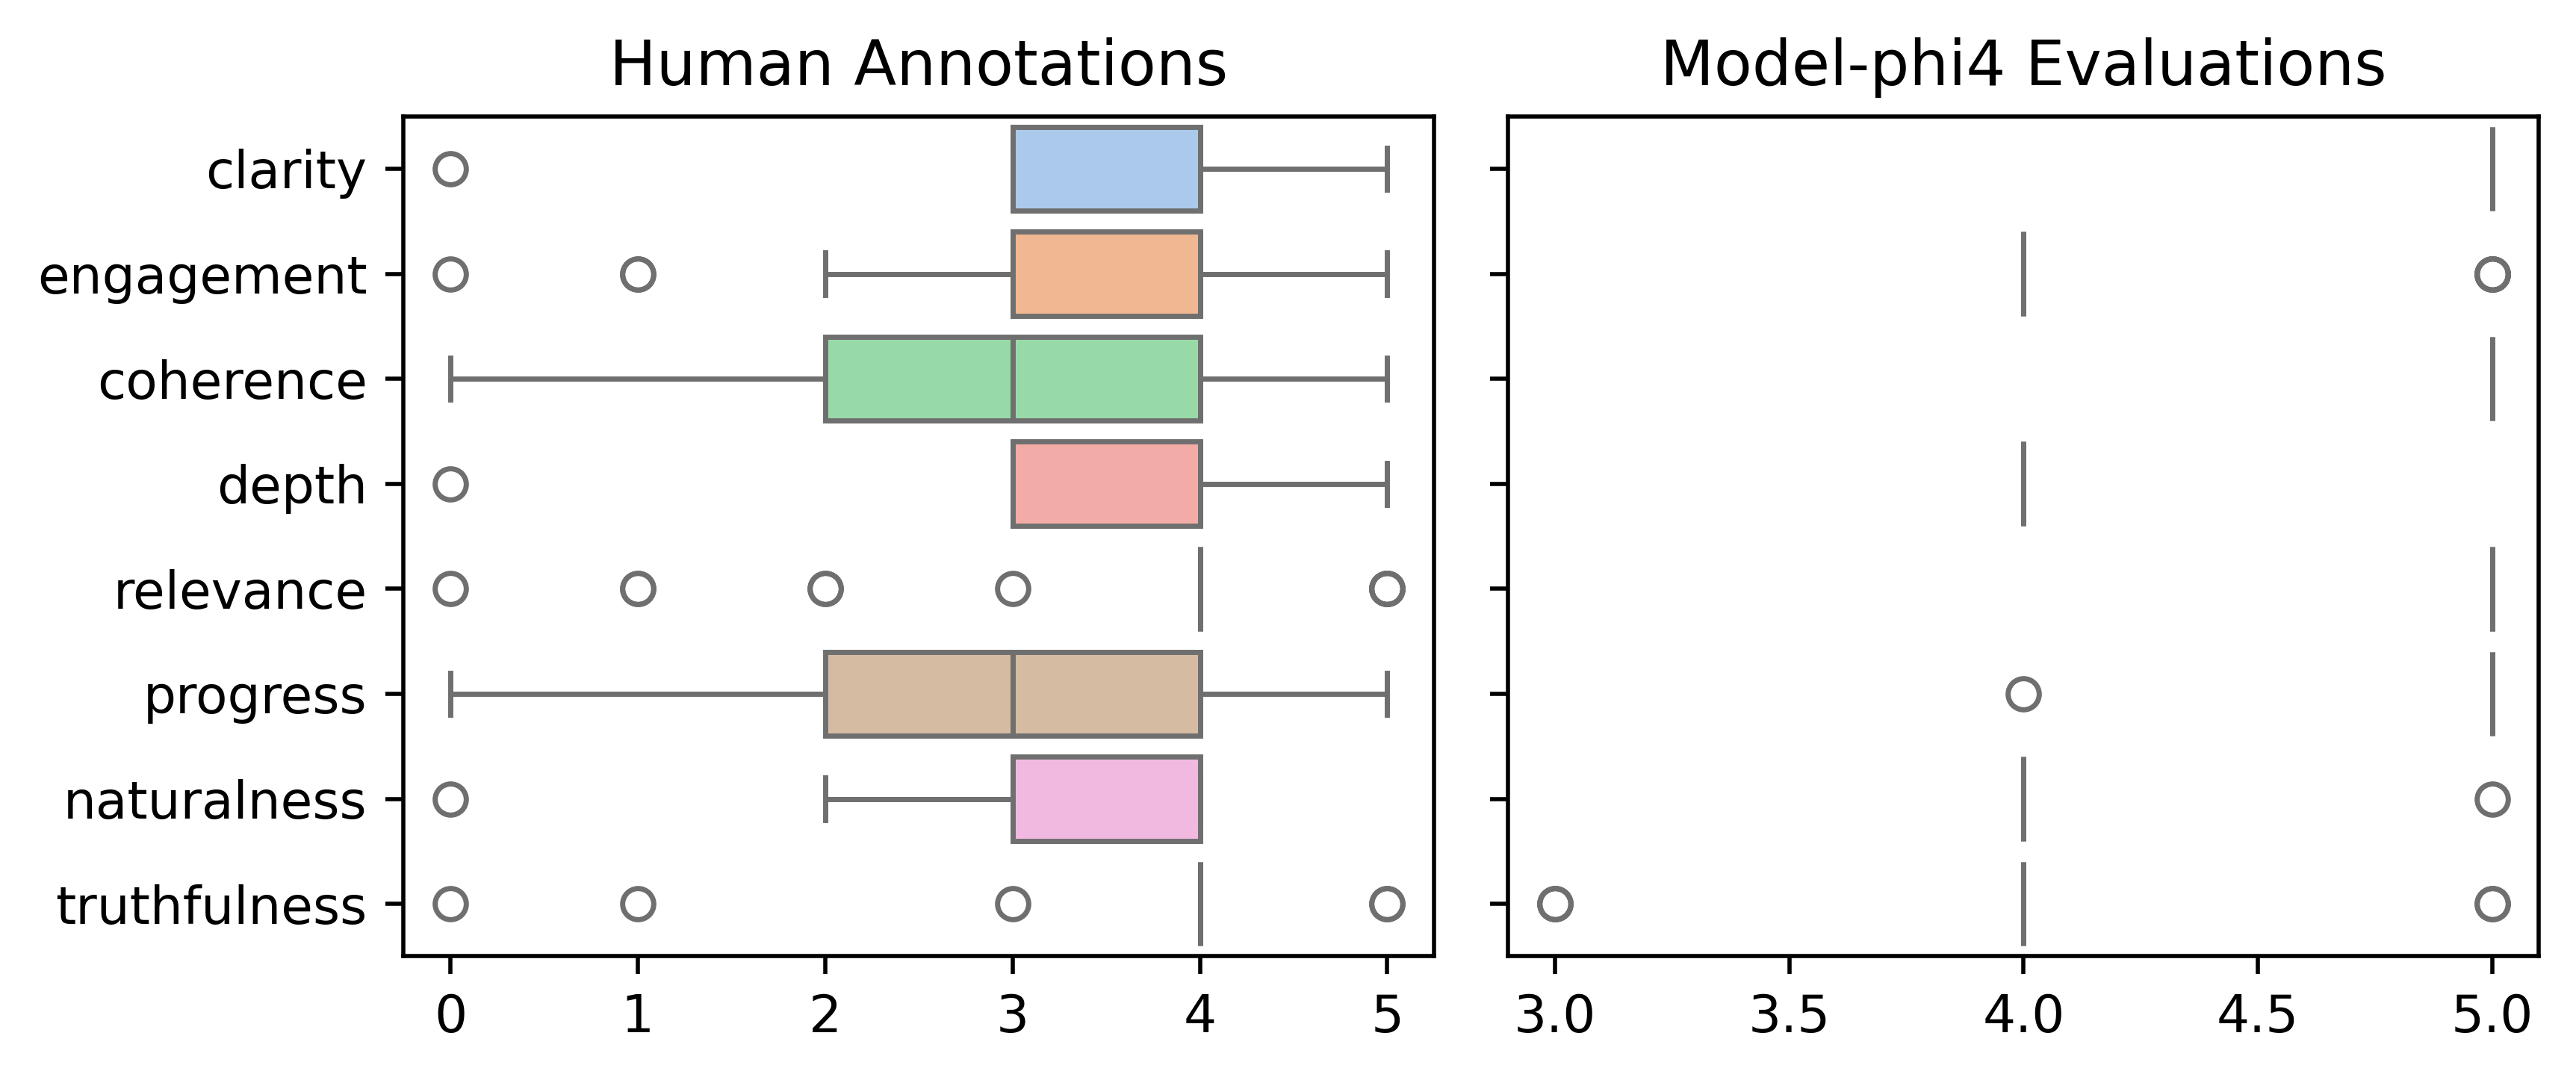 Human Annotations
Model-phi4 Evaluations
clarity
engagement
coherence
depth
relevance
progress
naturalness
truthfulness
0 1 2 3 4 5
3.0 3.5 4.0 4.5 5.0